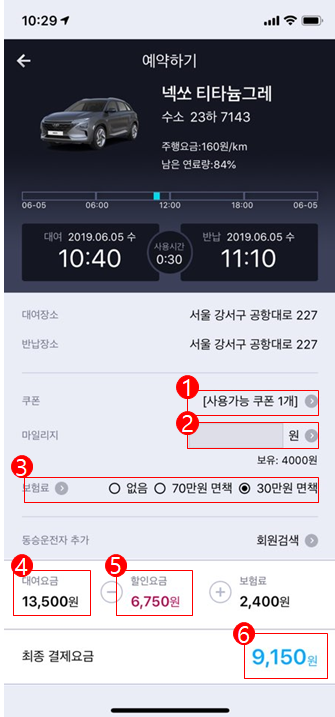 10:29
예약하기
넥쏘 티타늄그레
수소 23하 7143
주행요금:160원/km
남은 연료량:84%
06-05 06:00 12:00 18:00 06-05
대여 2019.06.05 수
10:40
사용시간
0:30
반납 2019.06.05 수
11:10
대여장소 서울 강서구 공항대로 227
반납장소 서울 강서구 공항대로 227
1
쿠폰 [사용가능 쿠폰 1개]
2
마일리지 원
보유: 4000원
3
보험료 없음 70만원 면책 30만원 면책
동승운전자 추가 회원검색
4 5
대여요금 할인요금 보험료
13,500원 6,750원 2,400원
6
최종 결제요금 9,150원